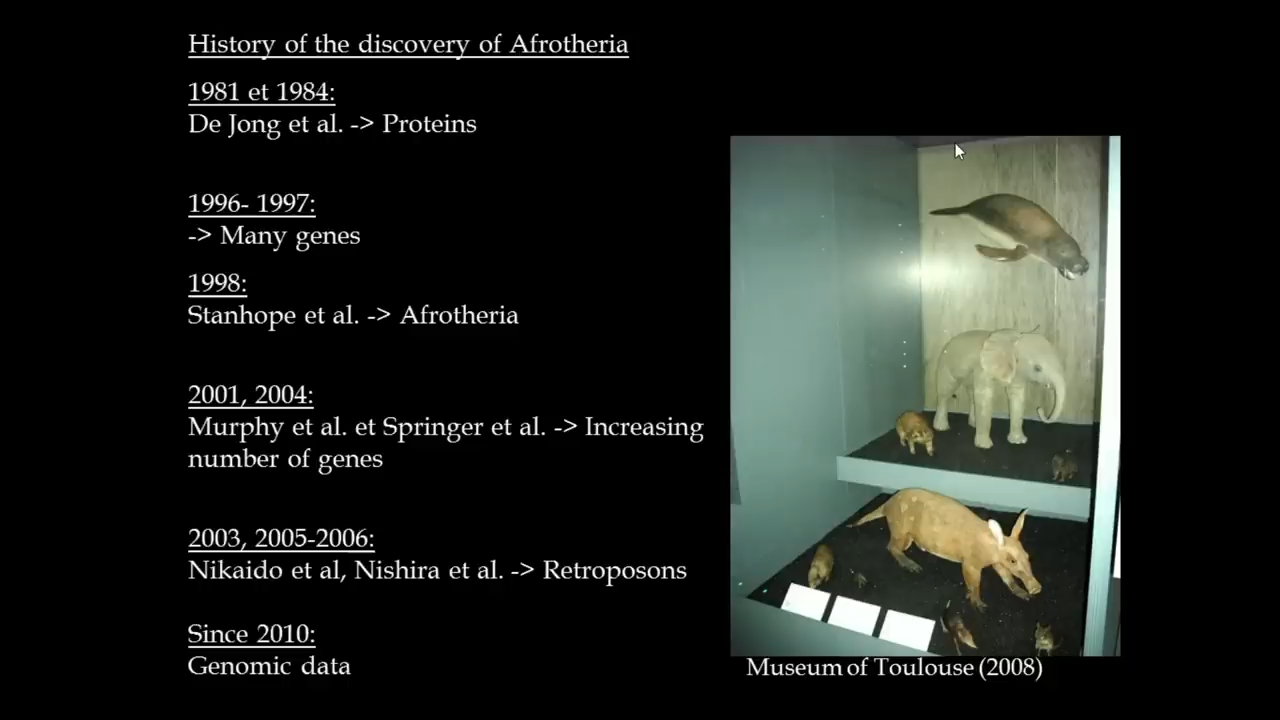 History of the discovery of Afrotheria
1981 et 1984:
De Jong et al. -> Proteins
1996- 1997:
-> Many genes
1998:
Stanhope et al. -> Afrotheria
2001, 2004:
Murphy et al. et Springer et al. -> Increasing
number of genes
2003, 2005-2006:
Nikaido et al, Nishira et al. -> Retroposons
Since 2010:
Genomic data
Museum of Toulouse (2008)